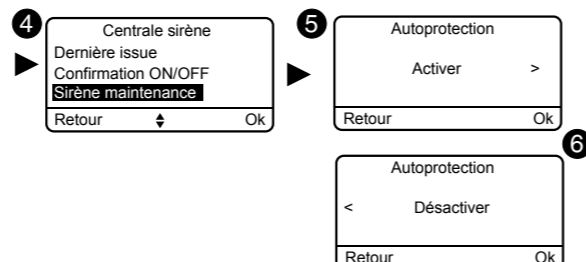 4
Centrale sirène
Dernière issue
Confirmation ON/OFF
Sirène maintenance
Retour Ok
5
Autoprotection
Activer >
Retour Ok
6
Autoprotection
< Désactiver
Retour Ok